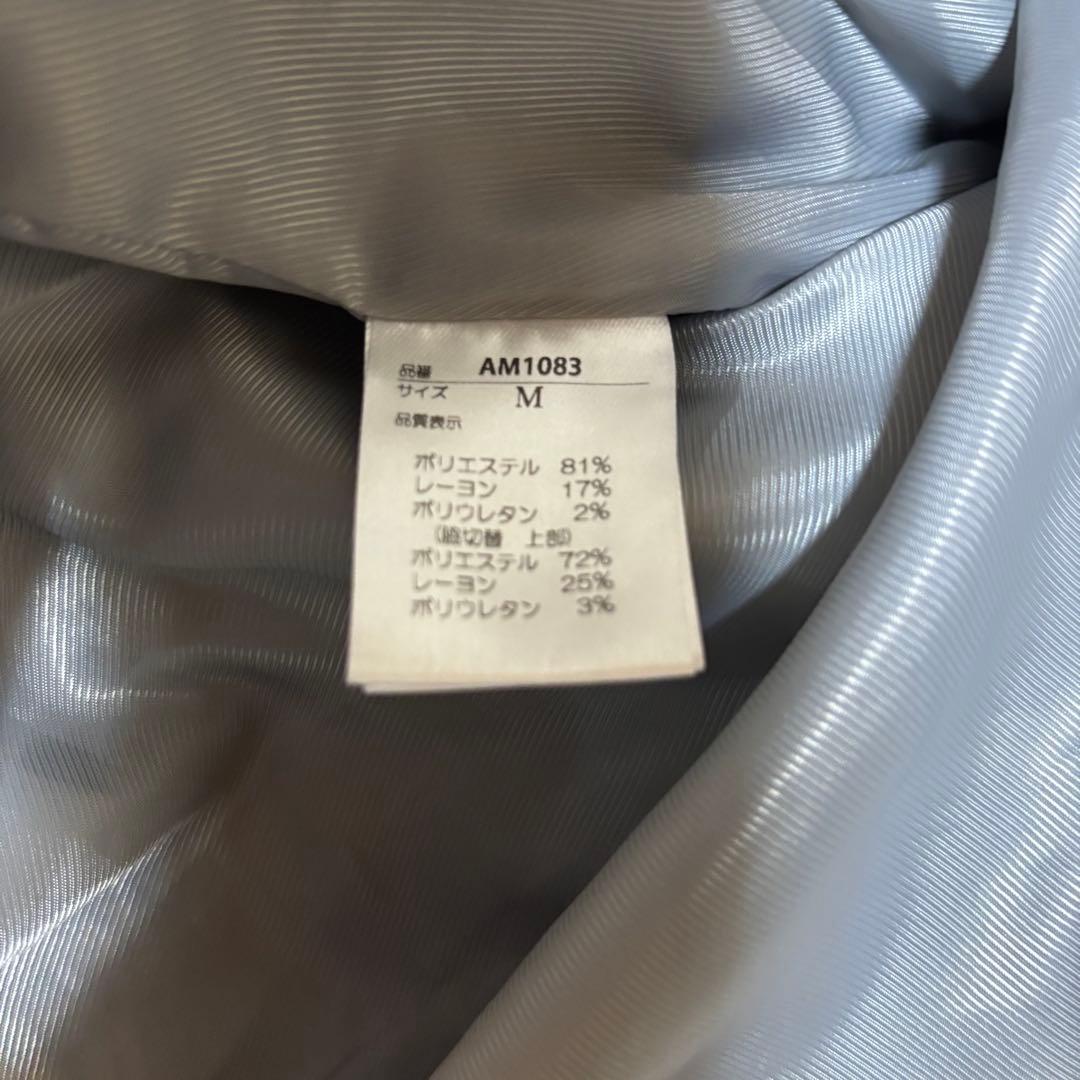 品番 AM1083
サイズ M
品質表示
ポリエステル 81%
レーヨン 17%
ポリウレタン 2%
(脇切替 上部)
ポリエステル 72%
レーヨン 25%
ポリウレタン 3%